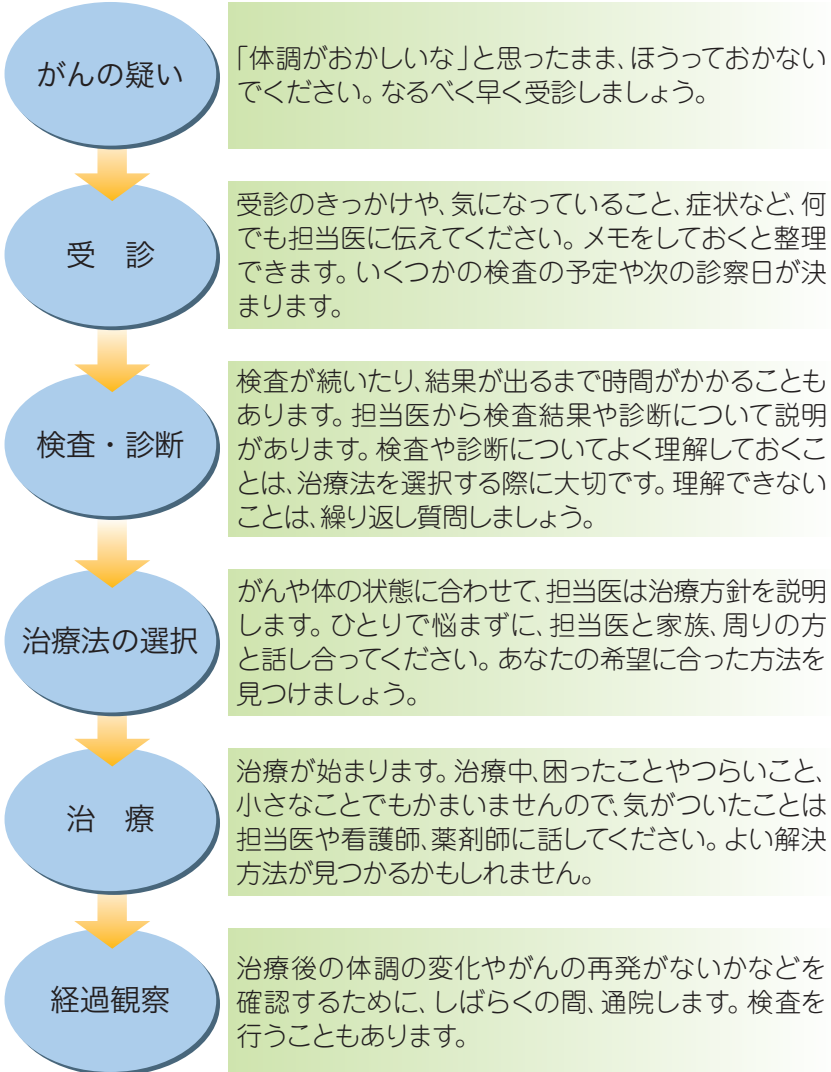 がんの疑い
「体調がおかしいな」と思ったまま、ほうっておかない
でください。なるべく早く受診しましょう。
受　診
受診のきっかけや、気になっていること、症状など、何
でも担当医に伝えてください。メモをしておくと整理
できます。いくつかの検査の予定や次の診察日が決
まります。
検査・診断
検査が続いたり、結果が出るまで時間がかかることも
あります。担当医から検査結果や診断について説明
があります。検査や診断についてよく理解しておくこ
とは、治療法を選択する際に大切です。理解できない
ことは、繰り返し質問しましょう。
治療法の選択
がんや体の状態に合わせて、担当医は治療方針を説明
します。ひとりで悩まずに、担当医と家族、周りの方
と話し合ってください。あなたの希望に合った方法を
見つけましょう。
治　療
治療が始まります。治療中、困ったことやつらいこと、
小さなことでもかまいませんので、気がついたことは
担当医や看護師、薬剤師に話してください。よい解決
方法が見つかるかもしれません。
経過観察
治療後の体調の変化やがんの再発がないかなどを
確認するために、しばらくの間、通院します。検査を
行うこともあります。